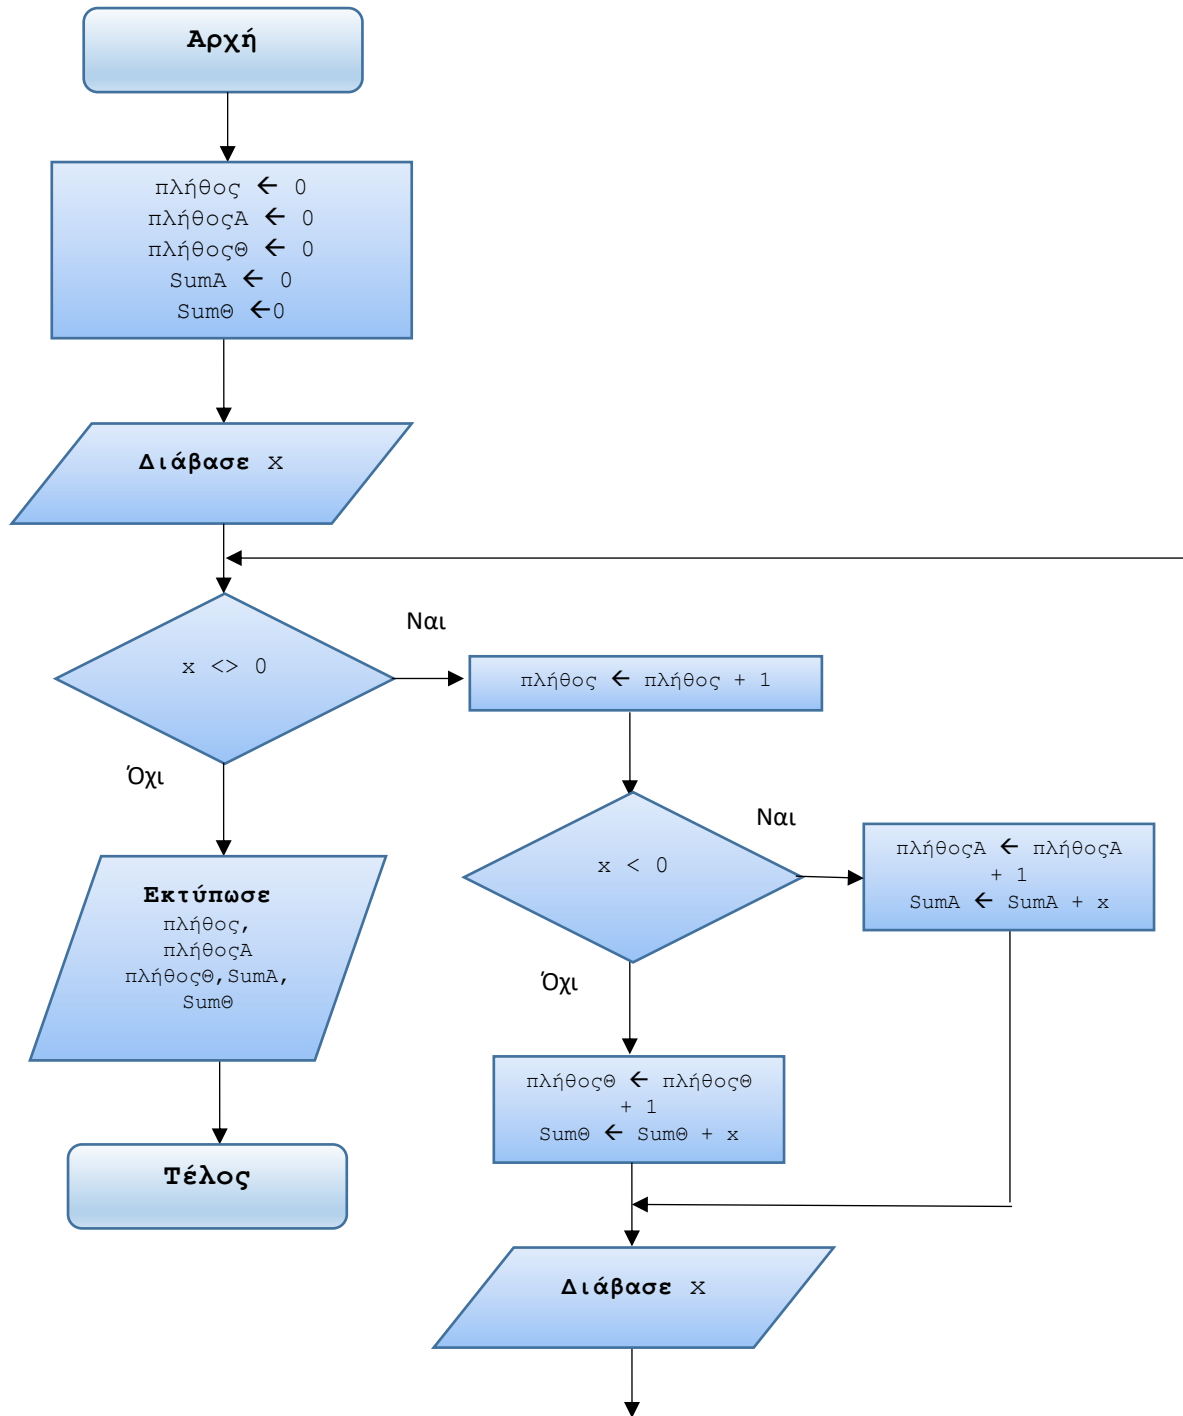 Αρχή
πλήθος ← 0
πλήθοςΑ ← 0
πλήθοςΘ ← 0
SumA ← 0
SumΘ ←0
Διάβασε x
x <> 0
Ναι
πλήθος ← πλήθος + 1
Όχι
x < 0
Ναι
πλήθοςΑ ← πλήθοςΑ
+ 1
SumA ← SumA + x
Εκτύπωσε
πλήθος,
πλήθοςΑ
πλήθοςΘ,SumA,
SumΘ
Όχι
πλήθοςΘ ← πλήθοςΘ
+ 1
SumΘ ← SumΘ + x
Τέλος
Διάβασε x